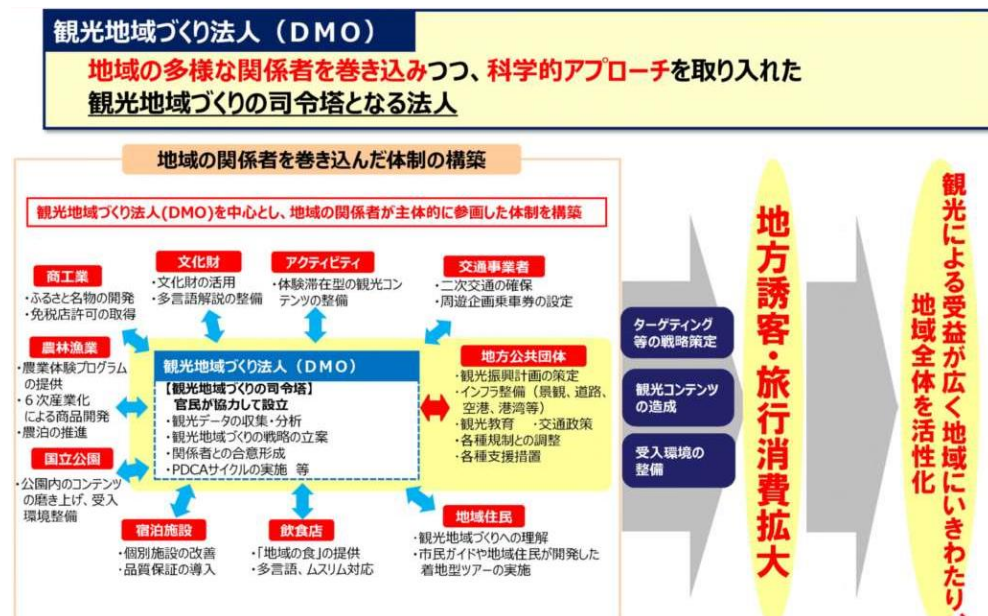 観光地域づくり法人（DMO）
地域の多様な関係者を巻き込みつつ、科学的アプローチを取り入れた
観光地域づくりの司令塔となる法人
地域の関係者を巻き込んだ体制の構築
観光地域づくり法人(DMO)を中心とし、地域の関係者が主体的に参画した体制を構築
商工業
・ふるさと名物の開発
・免税店許可の取得
文化財
・文化財の活用
・多言語解説の整備
アクティビティ
・体験滞在型の観光コン
テンツの整備
交通事業者
・二次交通の確保
・周遊企画乗車券の設定
農林漁業
・農業体験プログラム
の提供
・６次産業化
による商品開発
・農泊の推進
観光地域づくり法人（DMO）
【観光地域づくりの司令塔】
官民が協力して設立
・観光データの収集・分析
・観光地域づくりの戦略の立案
・関係者との合意形成
・PDCAサイクルの実施 等
地方公共団体
・観光振興計画の策定
・インフラ整備（景観、道路、
空港、港湾等）
・観光教育 ・交通政策
・各種規制との調整
・各種支援措置
国立公園
・公園内のコンテンツ
の磨き上げ、受入
環境整備
宿泊施設
・個別施設の改善
・品質保証の導入
飲食店
・「地域の食」の提供
・多言語、ムスリム対応
地域住民
・観光地域づくりへの理解
・市民ガイドや地域住民が開発した
着地型ツアーの実施
ターゲティング
等の戦略策定
観光コンテンツ
の造成
受入環境の
整備
地方誘客・旅行消費拡大
観光による受益が広く地域にいきわたり、
地域全体を活性化